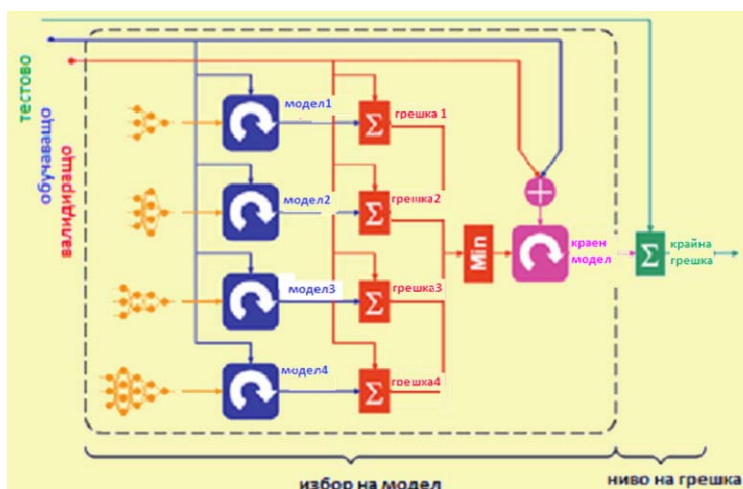 тестово
обучаващо
валидиращо
модел1
грешка 1
Σ
модел2
грешка2
Σ
Min
краен
модел
Σ
крайна
грешка
модел3
грешка3
Σ
модел4
грешка4
Σ
избор на модел
ниво на грешка